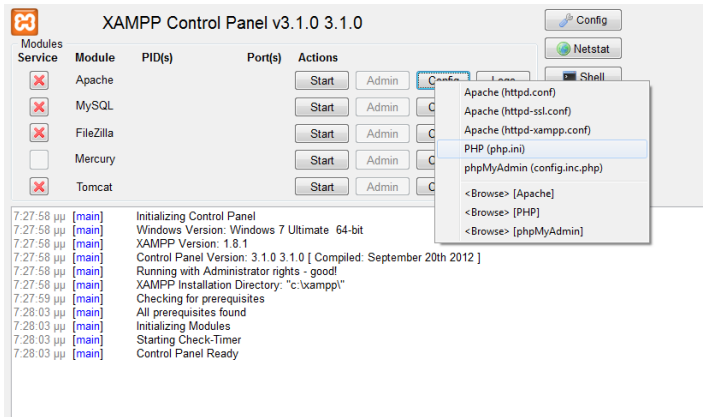 XAMPP Control Panel v3.1.0 3.1.0
Config
Modules
Netstat
Service Module PID(s) Port(s) Actions
Shell
Apache Start Admin Config Logs
MySQL Start Admin
FileZilla Start Admin
Mercury Start Admin
Tomcat Start Admin
Apache (httpd.conf)
Apache (httpd-ssl.conf)
Apache (httpd-xampp.conf)
PHP (php.ini)
phpMyAdmin (config.inc.php)
<Browse> [Apache]
<Browse> [PHP]
<Browse> [phpMyAdmin]
7:27:58 μμ [main] Initializing Control Panel
7:27:58 μμ [main] Windows Version: Windows 7 Ultimate 64-bit
7:27:58 μμ [main] XAMPP Version: 1.8.1
7:27:58 μμ [main] Control Panel Version: 3.1.0 3.1.0 [ Compiled: September 20th 2012 ]
7:27:58 μμ [main] Running with Administrator rights - good!
7:27:58 μμ [main] XAMPP Installation Directory: "c:\xampp\"
7:27:59 μμ [main] Checking for prerequisites
7:28:03 μμ [main] All prerequisites found
7:28:03 μμ [main] Initializing Modules
7:28:03 μμ [main] Starting Check-Timer
7:28:03 μμ [main] Control Panel Ready